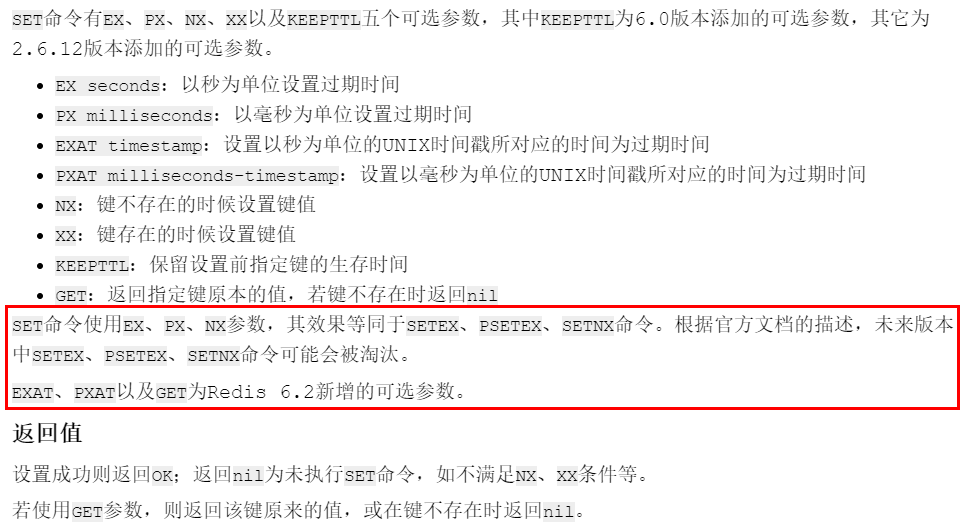 SET命令有EX、PX、NX、XX以及KEEPTTL五个可选参数，其中KEEPTTL为6.0版本添加的可选参数，其它为
2.6.12版本添加的可选参数。
• EX seconds：以秒为单位设置过期时间
• PX milliseconds：以毫秒为单位设置过期时间
• EXAT timestamp：设置以秒为单位的UNIX时间戳所对应的时间为过期时间
• PXAT milliseconds-timestamp：设置以毫秒为单位的UNIX时间戳所对应的时间为过期时间
• NX：键不存在的时候设置键值
• XX：键存在的时候设置键值
• KEEPTTL：保留设置前指定键的生存时间
• GET：返回指定键原本的值，若键不存在时返回nil
SET命令使用EX、PX、NX参数，其效果等同于SETEX、PSETEX、SETNX命令。根据官方文档的描述，未来版本
中SETEX、PSETEX、SETNX命令可能会被淘汰。
EXAT、PXAT以及GET为Redis 6.2新增的可选参数。
返回值
设置成功则返回OK；返回nil为未执行SET命令，如不满足NX、XX条件等。
若使用GET参数，则返回该键原来的值，或在键不存在时返回nil。